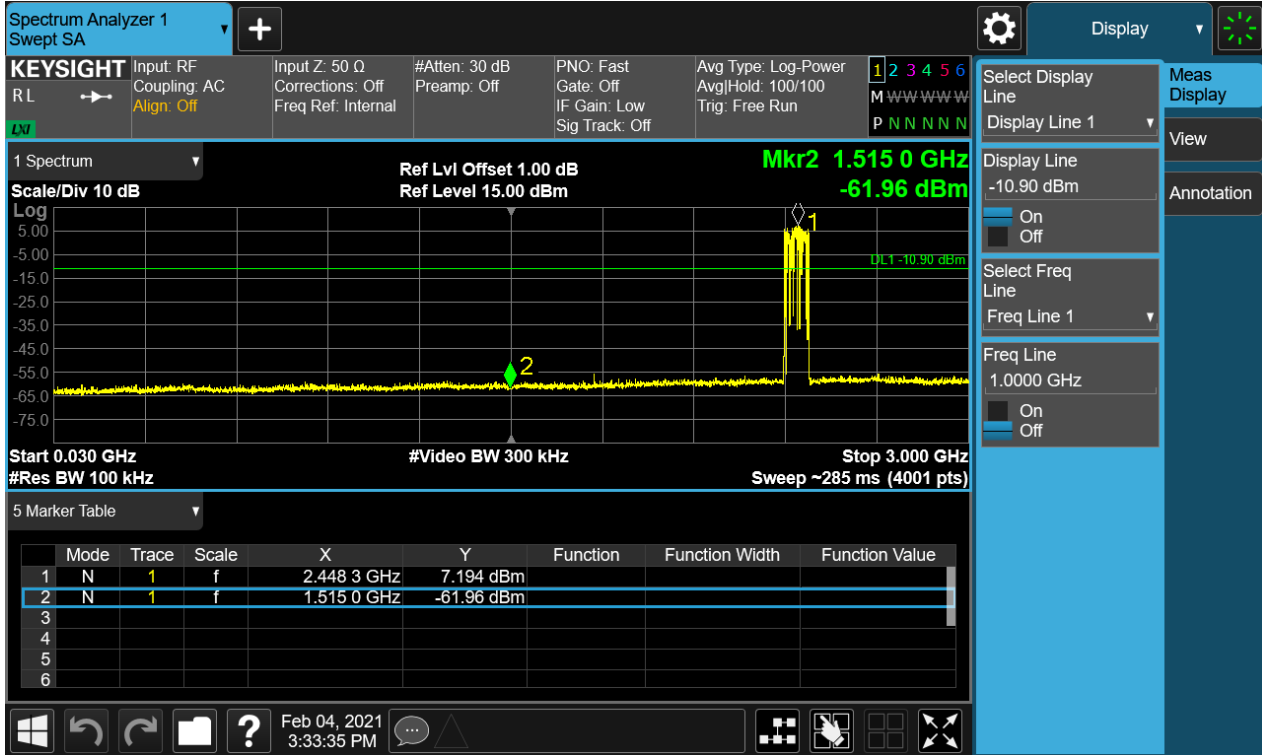 Spectrum Analyzer 1
Swept SA
+
Display
KEYSIGHT
R L
LXI
Input: RF
Coupling: AC
Align: Off
Input Z: 50 Ω
Corrections: Off
Freq Ref: Internal
#Atten: 30 dB
Preamp: Off
PNO: Fast
Gate: Off
IF Gain: Low
Sig Track: Off
Avg Type: Log-Power
Avg|Hold: 100/100
Trig: Free Run
1 2 3 4 5 6
M W W W W W
P N N N N N
1 Spectrum
Scale/Div 10 dB
Ref Lvl Offset 1.00 dB
Ref Level 15.00 dBm
Mkr2 1.515 0 GHz
-61.96 dBm
Log
5.00
-5.00
-15.0
-25.0
-35.0
-45.0
-55.0
-65.0
-75.0
1
DL1 -10.90 dBm
2
Start 0.030 GHz
#Video BW 300 kHz
Stop 3.000 GHz
#Res BW 100 kHz
Sweep ~285 ms (4001 pts)
5 Marker Table
Mode Trace Scale X Y Function Function Width Function Value
1 N 1 f 2.448 3 GHz 7.194 dBm
2 N 1 f 1.515 0 GHz -61.96 dBm
3
4
5
6
Select Display
Line
Display Line 1
Display Line
-10.90 dBm
On
Off
Select Freq
Line
Freq Line 1
Freq Line
1.0000 GHz
On
Off
Meas
Display
View
Annotation
?
Feb 04, 2021
3:33:35 PM